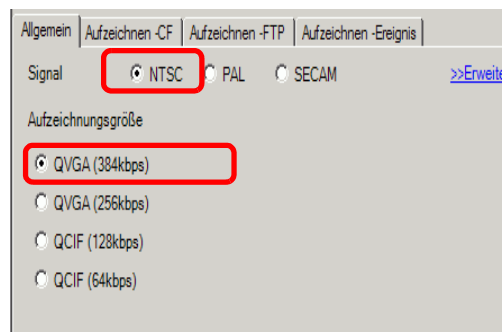 Allgemein Aufzeichnen -CF Aufzeichnen -FTP Aufzeichnen -Ereignis
Signal NTSC PAL SECAM >>Erweite
Aufzeichnungsgröße
QVGA (384kbps)
QVGA (256kbps)
QCIF (128kbps)
QCIF (64kbps)